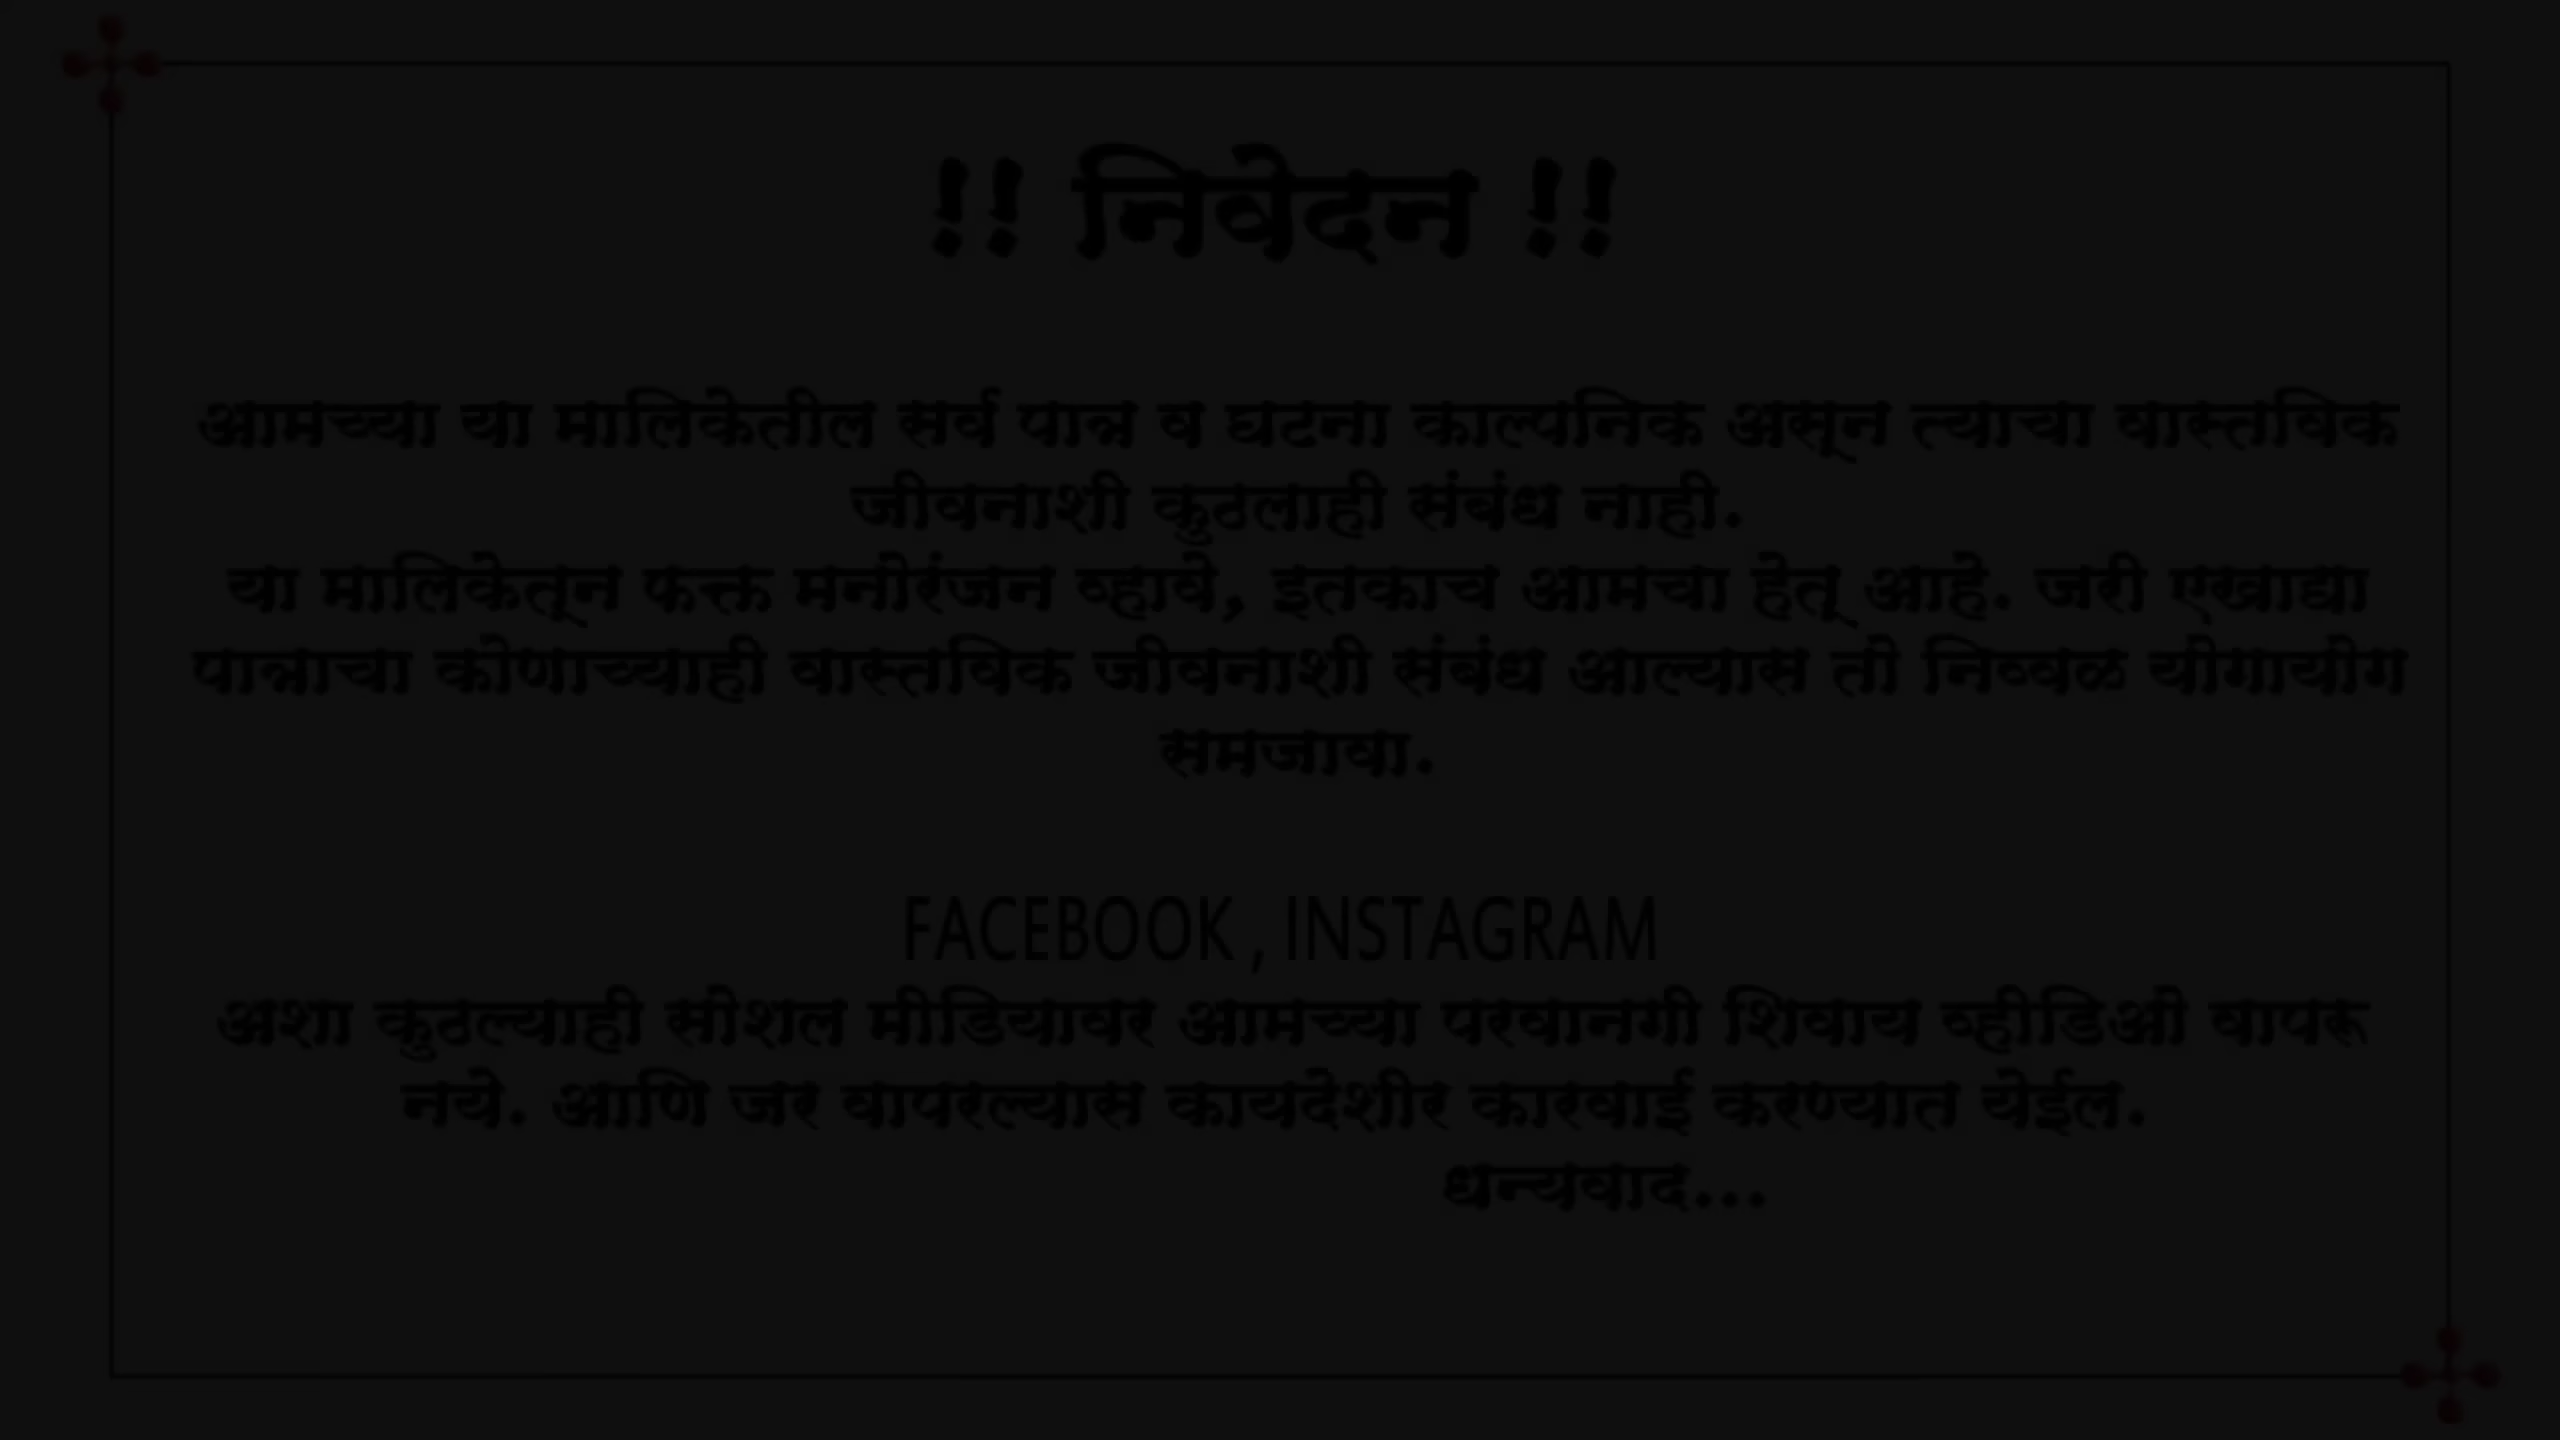 !! निवेदन !!
आमच्या या मालिकेतील सर्व पात्र व घटना काल्पनिक असून त्याचा वास्तविक
जीवनाशी कुठलाही संबंध नाही.
या मालिकेतून फक्त मनोरंजन व्हावे, इतकाच आमचा हेतू आहे. जरी एखाद्या
पात्राचा कोणाच्याही वास्तविक जीवनाशी संबंध आल्यास तो निव्वळ योगायोग
समजावा.
FACEBOOK , INSTAGRAM
अशा कुठल्याही सोशल मीडियावर आमच्या परवानगी शिवाय व्हीडिओ वापरू
नये. आणि जर वापरल्यास कायदेशीर कारवाई करण्यात येईल.
धन्यवाद...